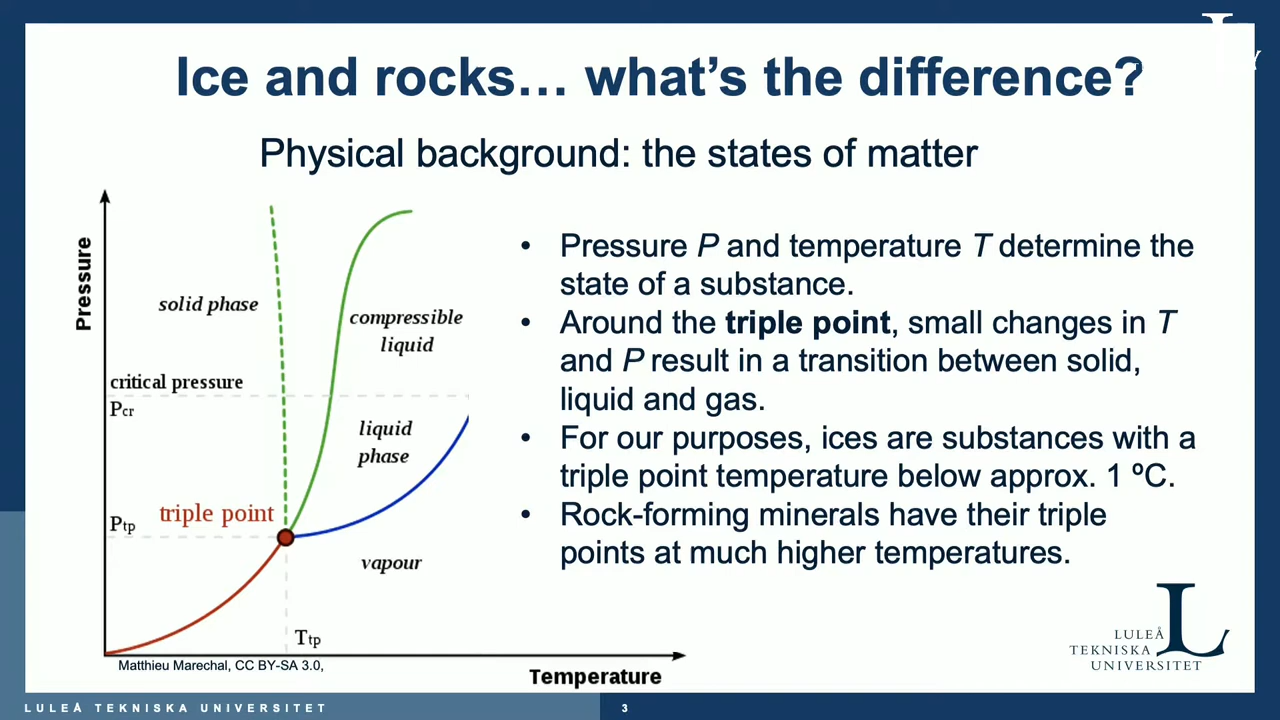 Ice and rocks… what’s the difference?
Physical background: the states of matter
Pressure
solid phase
compressible
liquid
critical pressure
Pcr
liquid
phase
Ptp
triple point
vapour
Ttp
Matthieu Marechal, CC BY-SA 3.0,
Temperature
• Pressure P and temperature T determine the
state of a substance.
• Around the triple point, small changes in T
and P result in a transition between solid,
liquid and gas.
• For our purposes, ices are substances with a
triple point temperature below approx. 1 ºC.
• Rock-forming minerals have their triple
points at much higher temperatures.
LULEÅ
TEKNISKA
UNIVERSITET
LULEÅ TEKNISKA UNIVERSITET
3